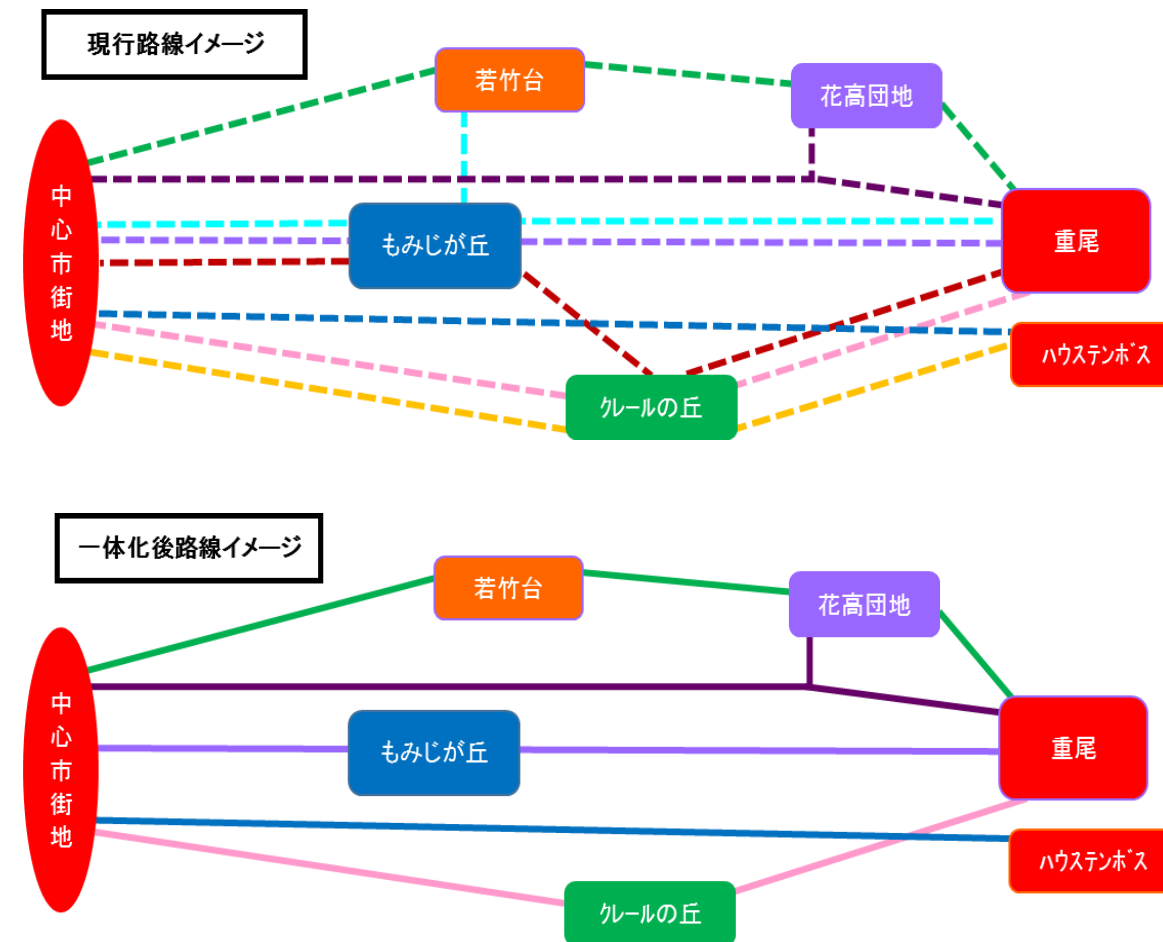 現行路線イメージ
若竹台
花高団地
中心市街地
もみじが丘
重尾
ﾊｳｽﾃﾝﾎﾞｽ
ｸﾚｰﾙの丘
一体化後路線イメージ
若竹台
花高団地
中心市街地
もみじが丘
重尾
ﾊｳｽﾃﾝﾎﾞｽ
ｸﾚｰﾙの丘